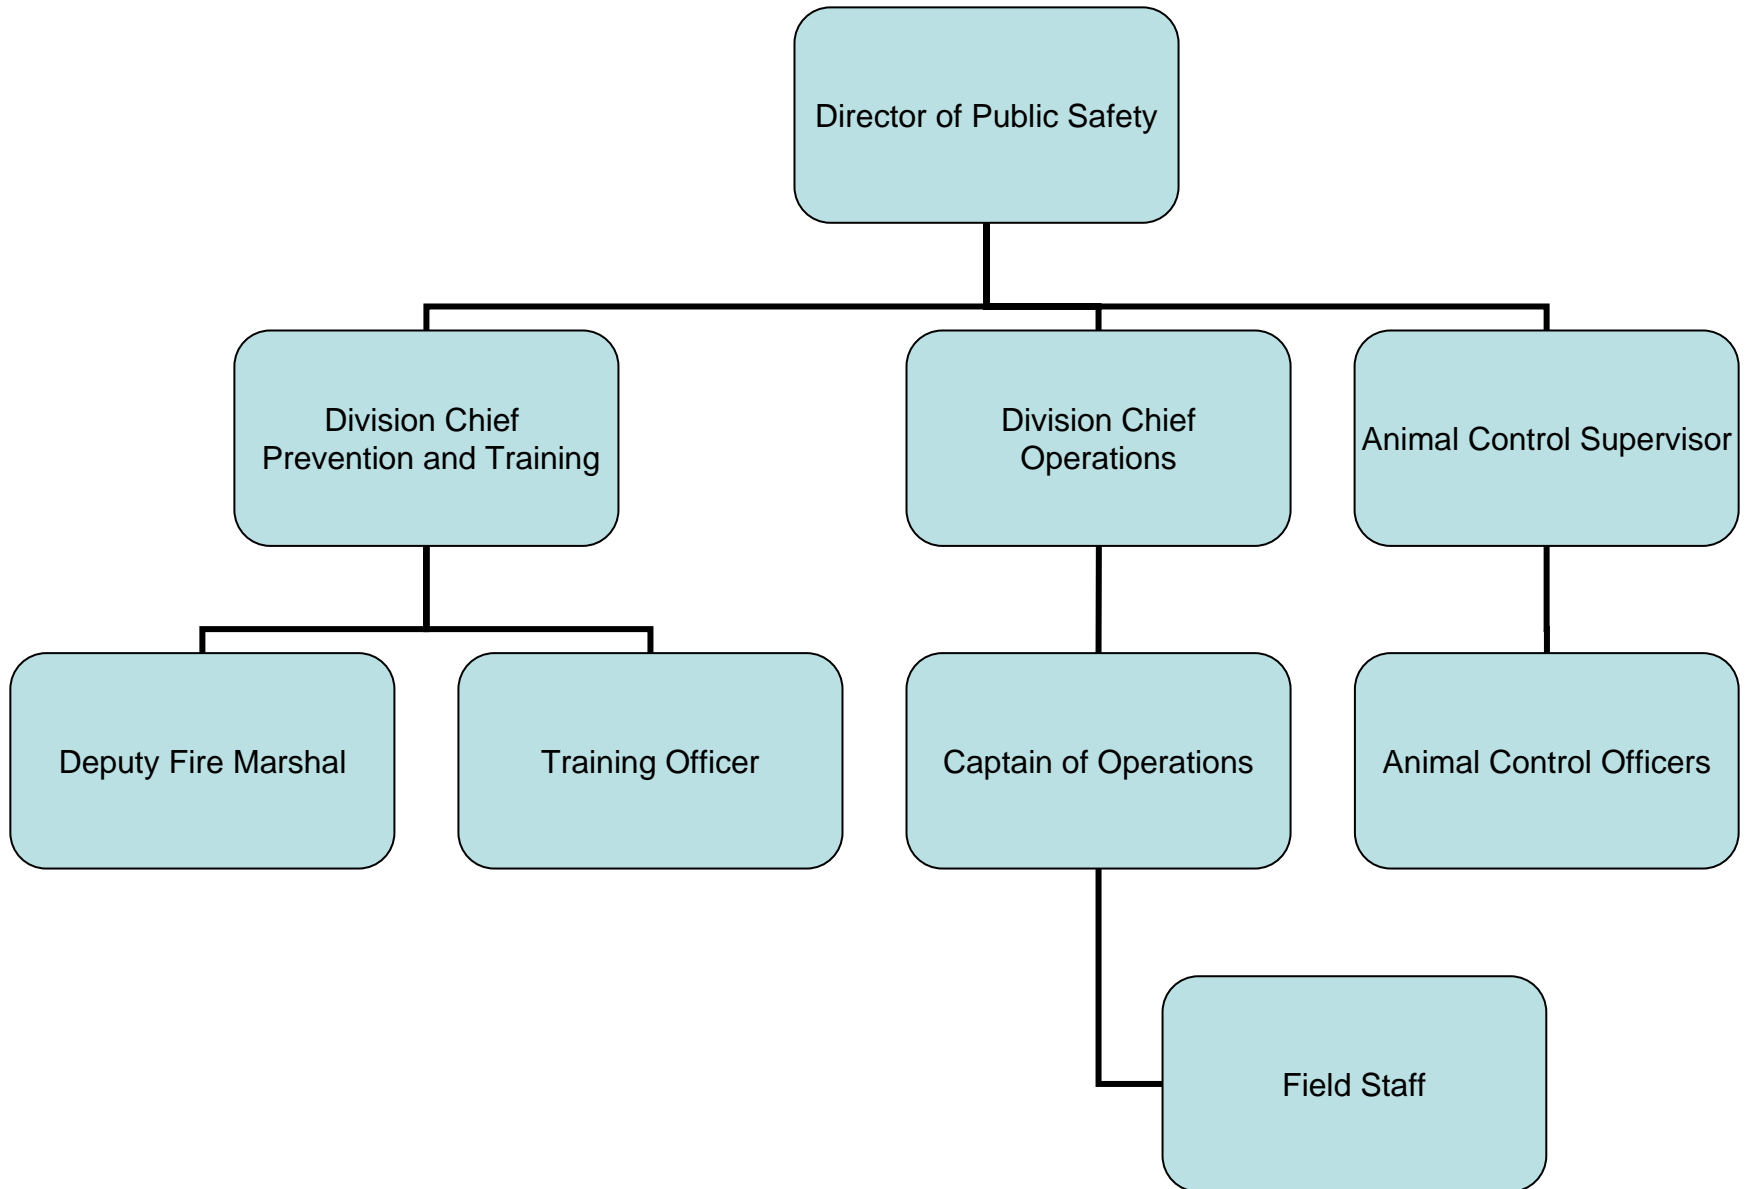 Director of Public Safety
Division Chief
Prevention and Training
Division Chief
Operations
Animal Control Supervisor
Deputy Fire Marshal
Training Officer
Captain of Operations
Animal Control Officers
Field Staff